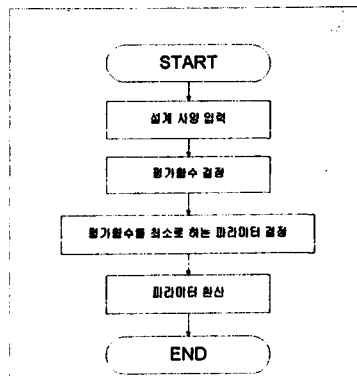 START
설계 사양 입력
평가함수 결정
평가함수를 최소로 하는 파라미터 결정
파라미터 환산
END